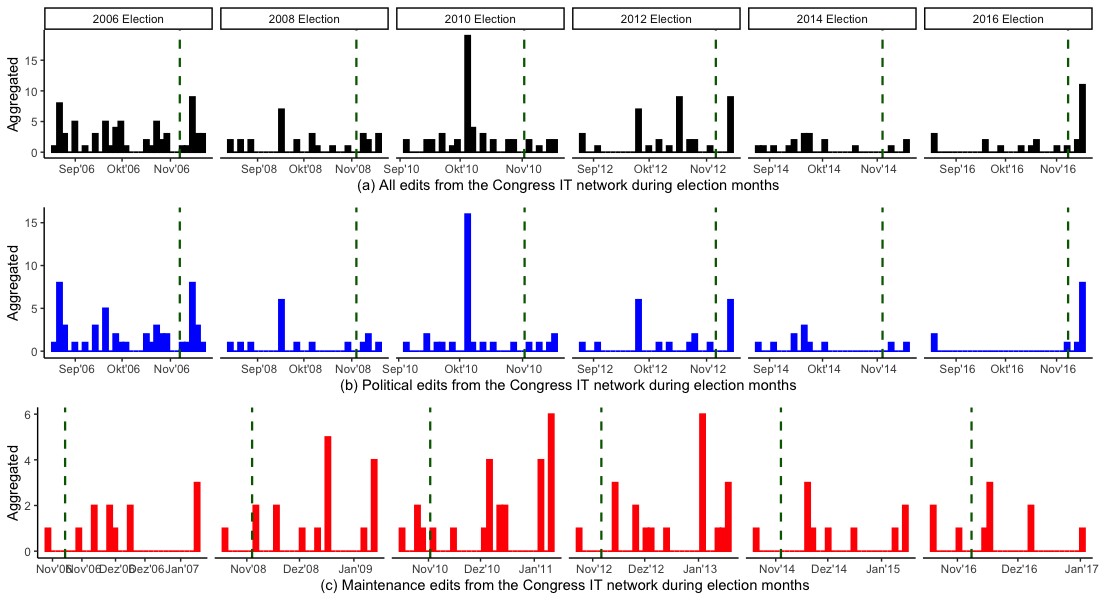 2006 Election 2008 Election 2010 Election 2012 Election 2014 Election 2016 Election
Aggregated
15
10
5
0
Sep'06 Okt'06 Nov'06 Sep'08 Okt'08 Nov'08 Sep'10 Okt'10 Nov'10 Sep'12 Okt'12 Nov'12 Sep'14 Okt'14 Nov'14 Sep'16 Okt'16 Nov'16
(a) All edits from the Congress IT network during election months
Aggregated
15
10
5
0
Sep'06 Okt'06 Nov'06 Sep'08 Okt'08 Nov'08 Sep'10 Okt'10 Nov'10 Sep'12 Okt'12 Nov'12 Sep'14 Okt'14 Nov'14 Sep'16 Okt'16 Nov'16
(b) Political edits from the Congress IT network during election months
Aggregated
6
4
2
0
Nov'06 Nov'06 Dez'06 Dez'06 Jan'07 Nov'08 Dez'08 Jan'09 Nov'10 Dez'10 Jan'11 Nov'12 Dez'12 Jan'13 Nov'14 Dez'14 Jan'15 Nov'16 Dez'16 Jan'17
(c) Maintenance edits from the Congress IT network during election months